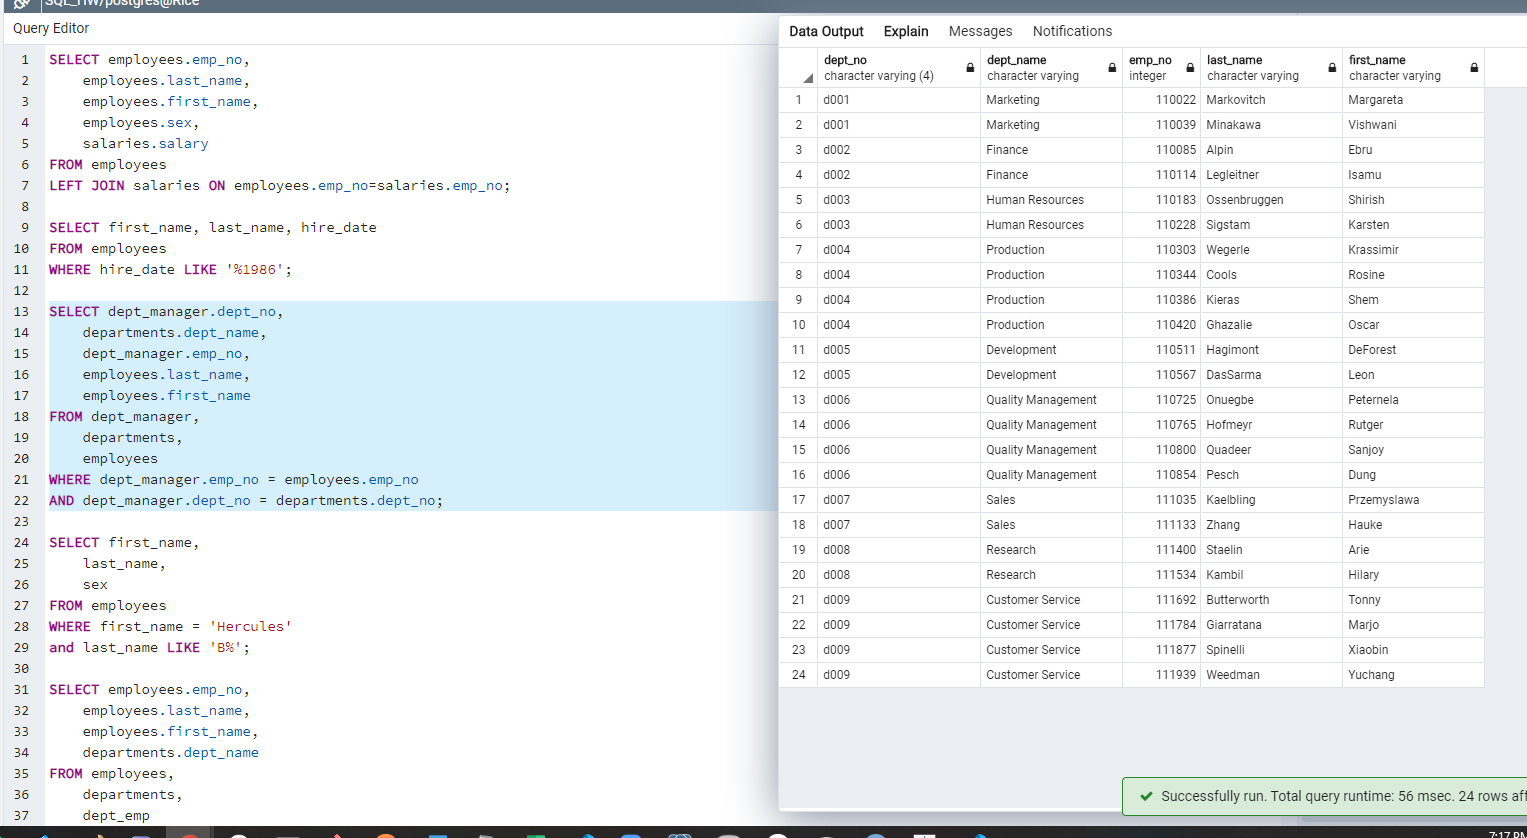 SQL_HW/postgres@Rice
Query Editor
1 SELECT employees.emp_no,
2 employees.last_name,
3 employees.first_name,
4 employees.sex,
5 salaries.salary
6 FROM employees
7 LEFT JOIN salaries ON employees.emp_no=salaries.emp_no;
8
9 SELECT first_name, last_name, hire_date
10 FROM employees
11 WHERE hire_date LIKE '%1986';
12
13 SELECT dept_manager.dept_no,
14 departments.dept_name,
15 dept_manager.emp_no,
16 employees.last_name,
17 employees.first_name
18 FROM dept_manager,
19 departments,
20 employees
21 WHERE dept_manager.emp_no = employees.emp_no
22 AND dept_manager.dept_no = departments.dept_no;
23
24 SELECT first_name,
25 last_name,
26 sex
27 FROM employees
28 WHERE first_name = 'Hercules'
29 and last_name LIKE 'B%';
30
31 SELECT employees.emp_no,
32 employees.last_name,
33 employees.first_name,
34 departments.dept_name
35 FROM employees,
36 departments,
37 dept_emp
Data Output Explain Messages Notifications
dept_no dept_name emp_no last_name first_name
character varying (4) character varying integer character varying character varying
1 d001 Marketing 110022 Markovitch Margareta
2 d001 Marketing 110039 Minakawa Vishwani
3 d002 Finance 110085 Alpin Ebru
4 d002 Finance 110114 Legleitner Isamu
5 d003 Human Resources 110183 Ossenbruggen Shirish
6 d003 Human Resources 110228 Sigstam Karsten
7 d004 Production 110303 Wegerle Krassimir
8 d004 Production 110344 Cools Rosine
9 d004 Production 110386 Kieras Shem
10 d004 Production 110420 Ghazalie Oscar
11 d005 Development 110511 Hagimont DeForest
12 d005 Development 110567 DasSarma Leon
13 d006 Quality Management 110725 Onuegbe Peternela
14 d006 Quality Management 110765 Hofmeyr Rutger
15 d006 Quality Management 110800 Quadeer Sanjoy
16 d006 Quality Management 110854 Pesch Dung
17 d007 Sales 111035 Kaelbling Przemyslawa
18 d007 Sales 111133 Zhang Hauke
19 d008 Research 111400 Staelin Arie
20 d008 Research 111534 Kambil Hilary
21 d009 Customer Service 111692 Butterworth Tonny
22 d009 Customer Service 111784 Giarratana Marjo
23 d009 Customer Service 111877 Spinelli Xiaobin
24 d009 Customer Service 111939 Weedman Yuchang
Successfully run. Total query runtime: 56 msec. 24 rows aff
7:17 PM